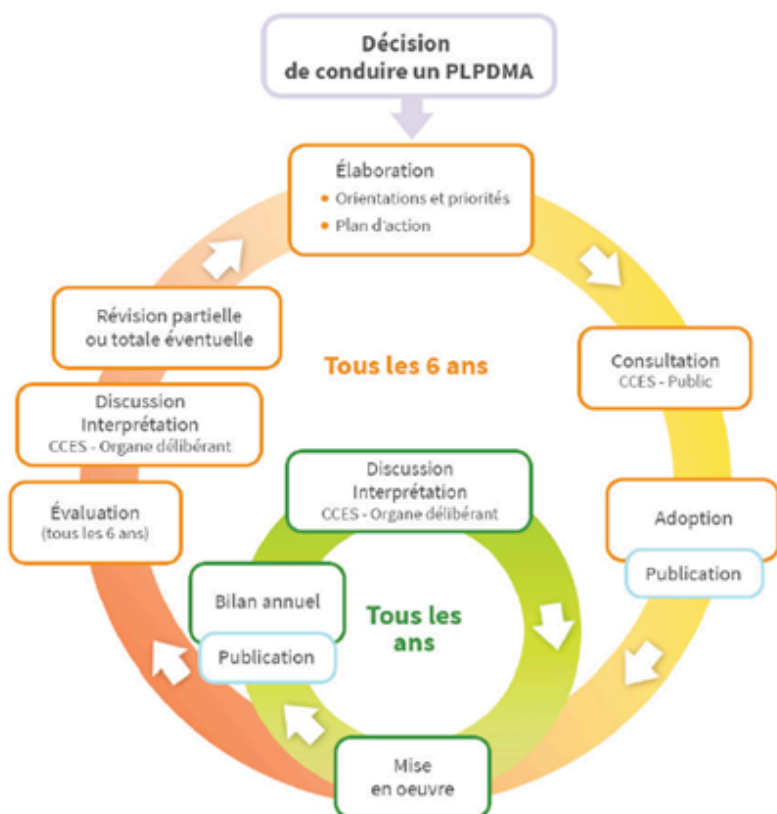 Décision
de conduire un PLPDMA
Élaboration
• Orientations et priorités
• Plan d'action
Consultation
CCES - Public
Adoption
Publication
Mise
en oeuvre
Bilan annuel
Publication
Discussion
Interprétation
CCES - Organe délibérant
Tous les
ans
Évaluation
(tous les 6 ans)
Discussion
Interprétation
CCES - Organe délibérant
Révision partielle
ou totale éventuelle
Tous les 6 ans